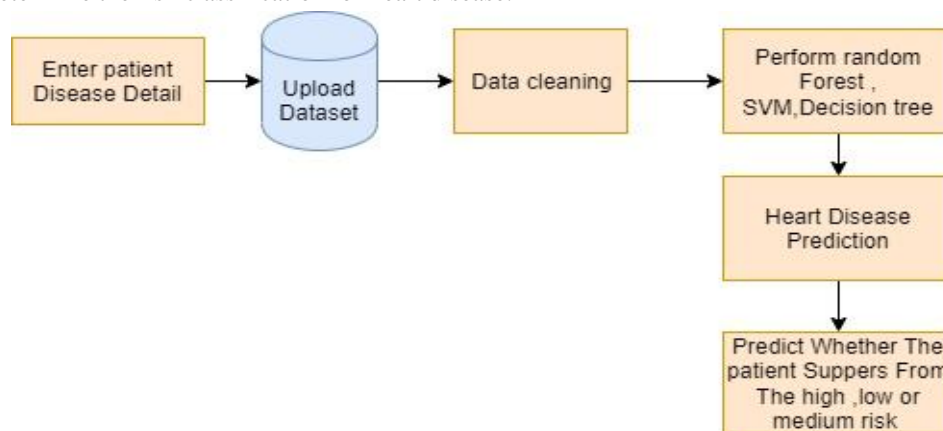 Enter patient
Disease Detail
Upload
Dataset
Data cleaning
Perform random
Forest ,
SVM,Decision tree
Heart Disease
Prediction
Predict Whether The
patient Suppers From
The high ,low or
medium risk